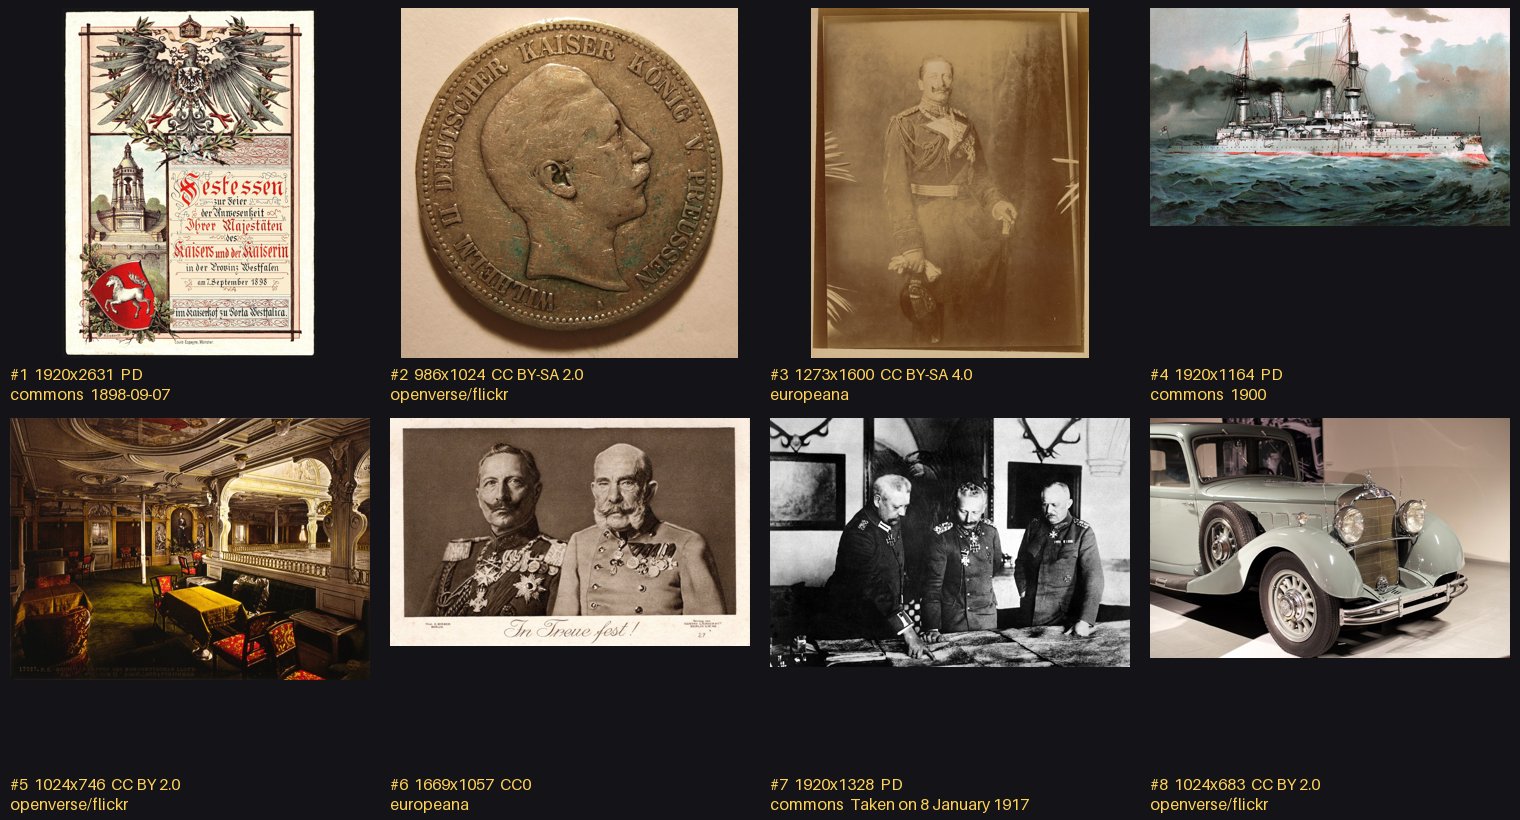 Festessen
zur Feier
der Anwesenheit
Ihrer Majestäten
des
Kaisers und der Kaiserin
in der Provinz Westfalen
am 7. September 1898
im Kaiserhof zu Porta Westfalica.
WILHELM II DEUTSCHER KAISER KÖNIG V. PREUSSEN
A
#1 1920x2631 PD
commons 1898-09-07
#2 986x1024 CC BY-SA 2.0
openverse/flickr
#3 1273x1600 CC BY-SA 4.0
europeana
#4 1920x1164 PD
commons 1900
In Treue fest!
#5 1024x746 CC BY 2.0
openverse/flickr
#6 1669x1057 CC0
europeana
#7 1920x1328 PD
commons Taken on 8 January 1917
#8 1024x683 CC BY 2.0
openverse/flickr